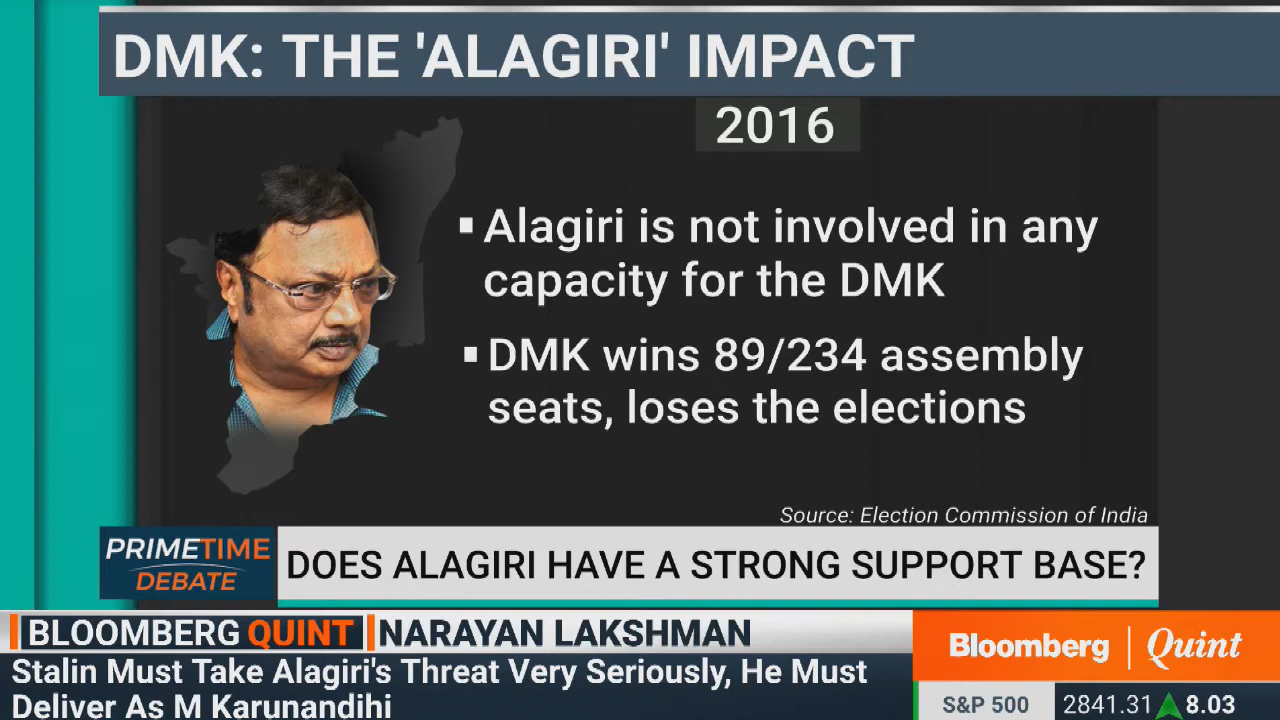 DMK: THE 'ALAGIRI' IMPACT
2016
▪ Alagiri is not involved in any
capacity for the DMK
▪ DMK wins 89/234 assembly
seats, loses the elections
Source: Election Commission of India
PRIMETIME
DEBATE
DOES ALAGIRI HAVE A STRONG SUPPORT BASE?
BLOOMBERG QUINT NARAYAN LAKSHMAN
Stalin Must Take Alagiri's Threat Very Seriously, He Must
Deliver As M Karunandihi
Bloomberg | Quint
S&P 500 2841.31 ▲ 8.03